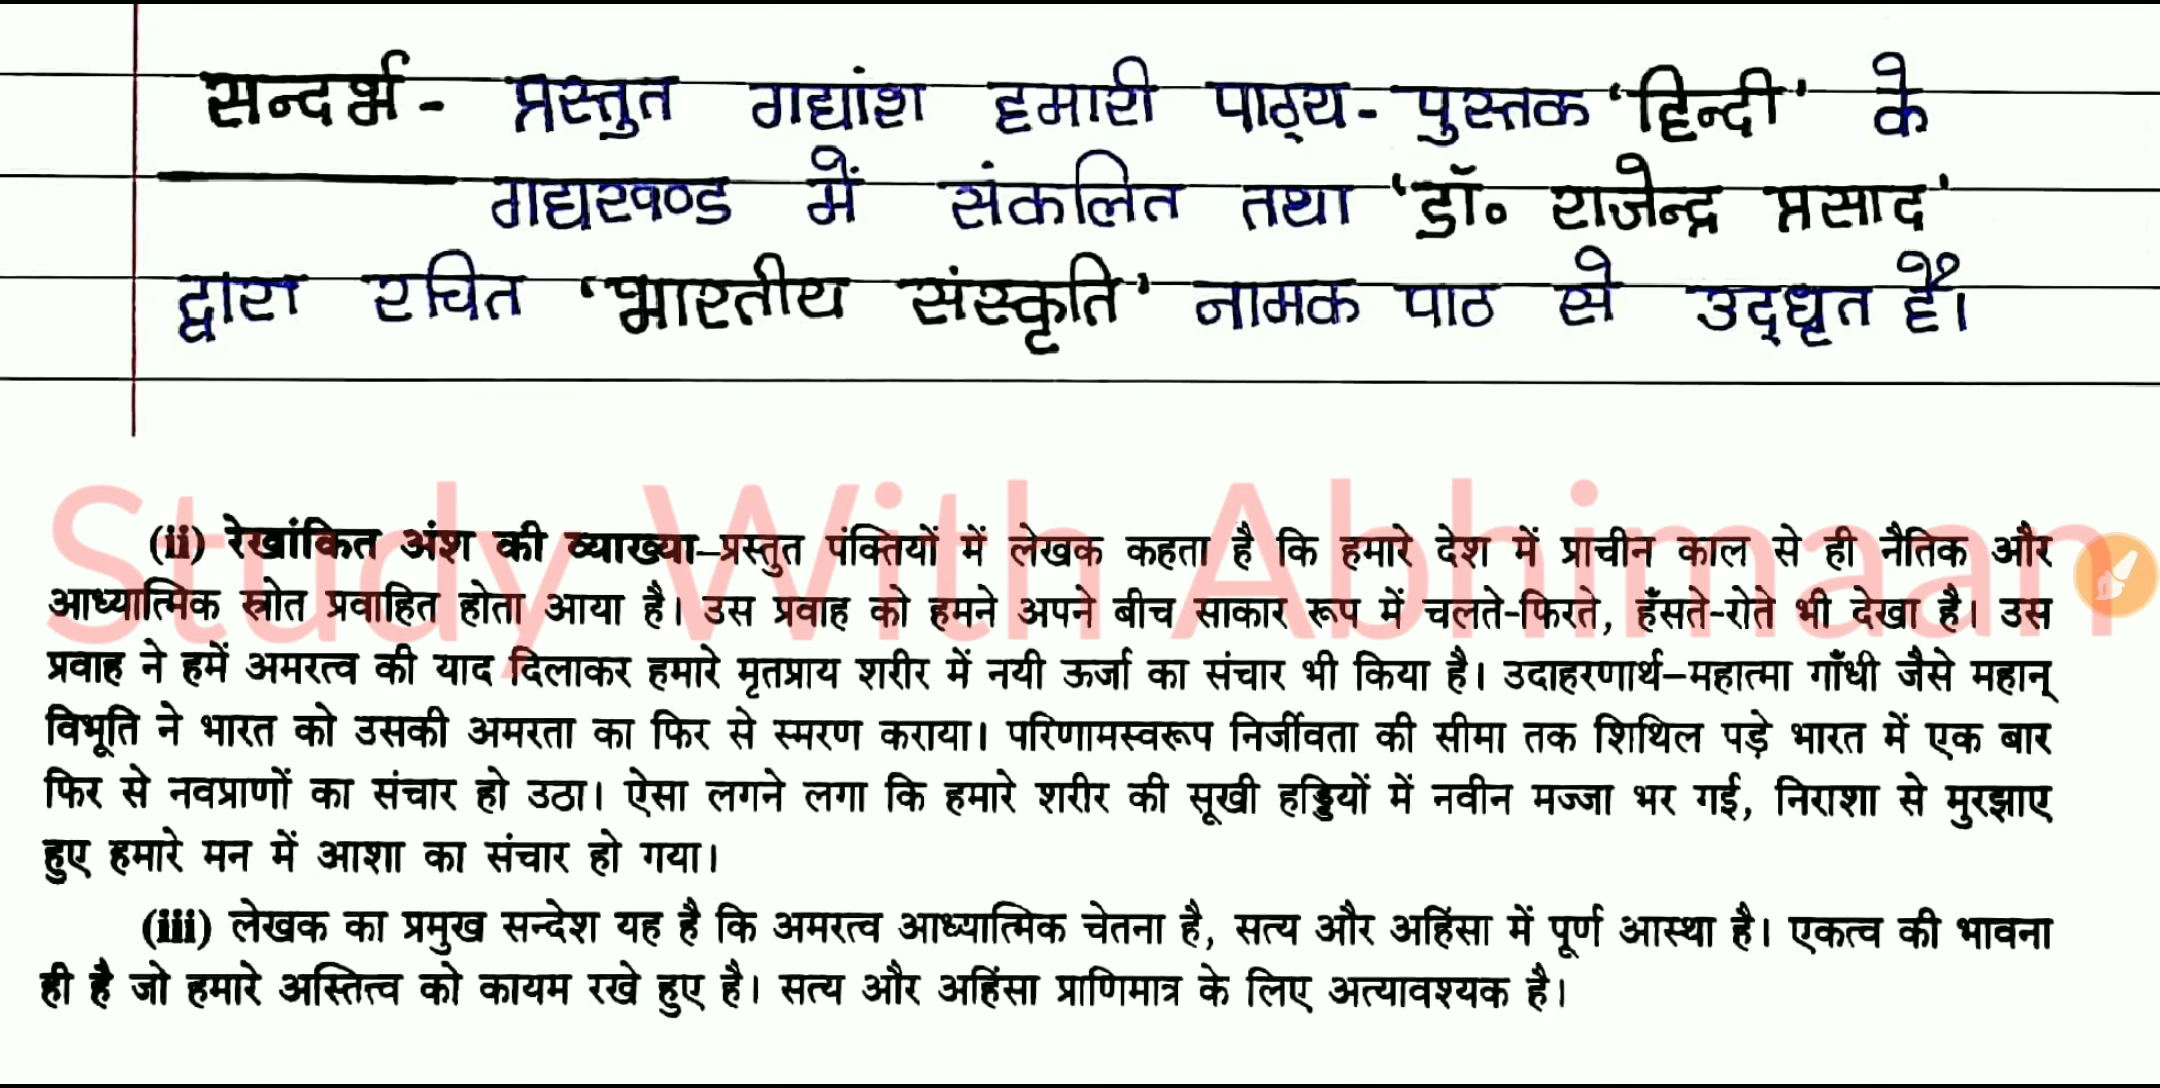 सन्दर्भ- प्रस्तुत गद्यांश हमारी पाठ्य-पुस्तक 'हिन्दी' के
गद्यखण्ड में संकलित तथा 'डॉ० राजेन्द्र प्रसाद'
द्वारा रचित 'भारतीय संस्कृति' नामक पाठ से उद्धृत है।
Study With Abhimaan
(ii) रेखांकित अंश की व्याख्या–प्रस्तुत पंक्तियों में लेखक कहता है कि हमारे देश में प्राचीन काल से ही नैतिक और
आध्यात्मिक स्रोत प्रवाहित होता आया है। उस प्रवाह को हमने अपने बीच साकार रूप में चलते-फिरते, हँसते-रोते भी देखा है। उस
प्रवाह ने हमें अमरत्व की याद दिलाकर हमारे मृतप्राय शरीर में नयी ऊर्जा का संचार भी किया है। उदाहरणार्थ–महात्मा गाँधी जैसे महान्
विभूति ने भारत को उसकी अमरता का फिर से स्मरण कराया। परिणामस्वरूप निर्जीवता की सीमा तक शिथिल पड़े भारत में एक बार
फिर से नवप्राणों का संचार हो उठा। ऐसा लगने लगा कि हमारे शरीर की सूखी हड्डियों में नवीन मज्जा भर गई, निराशा से मुरझाए
हुए हमारे मन में आशा का संचार हो गया।
(iii) लेखक का प्रमुख सन्देश यह है कि अमरत्व आध्यात्मिक चेतना है, सत्य और अहिंसा में पूर्ण आस्था है। एकत्व की भावना
ही है जो हमारे अस्तित्व को कायम रखे हुए है। सत्य और अहिंसा प्राणिमात्र के लिए अत्यावश्यक है।